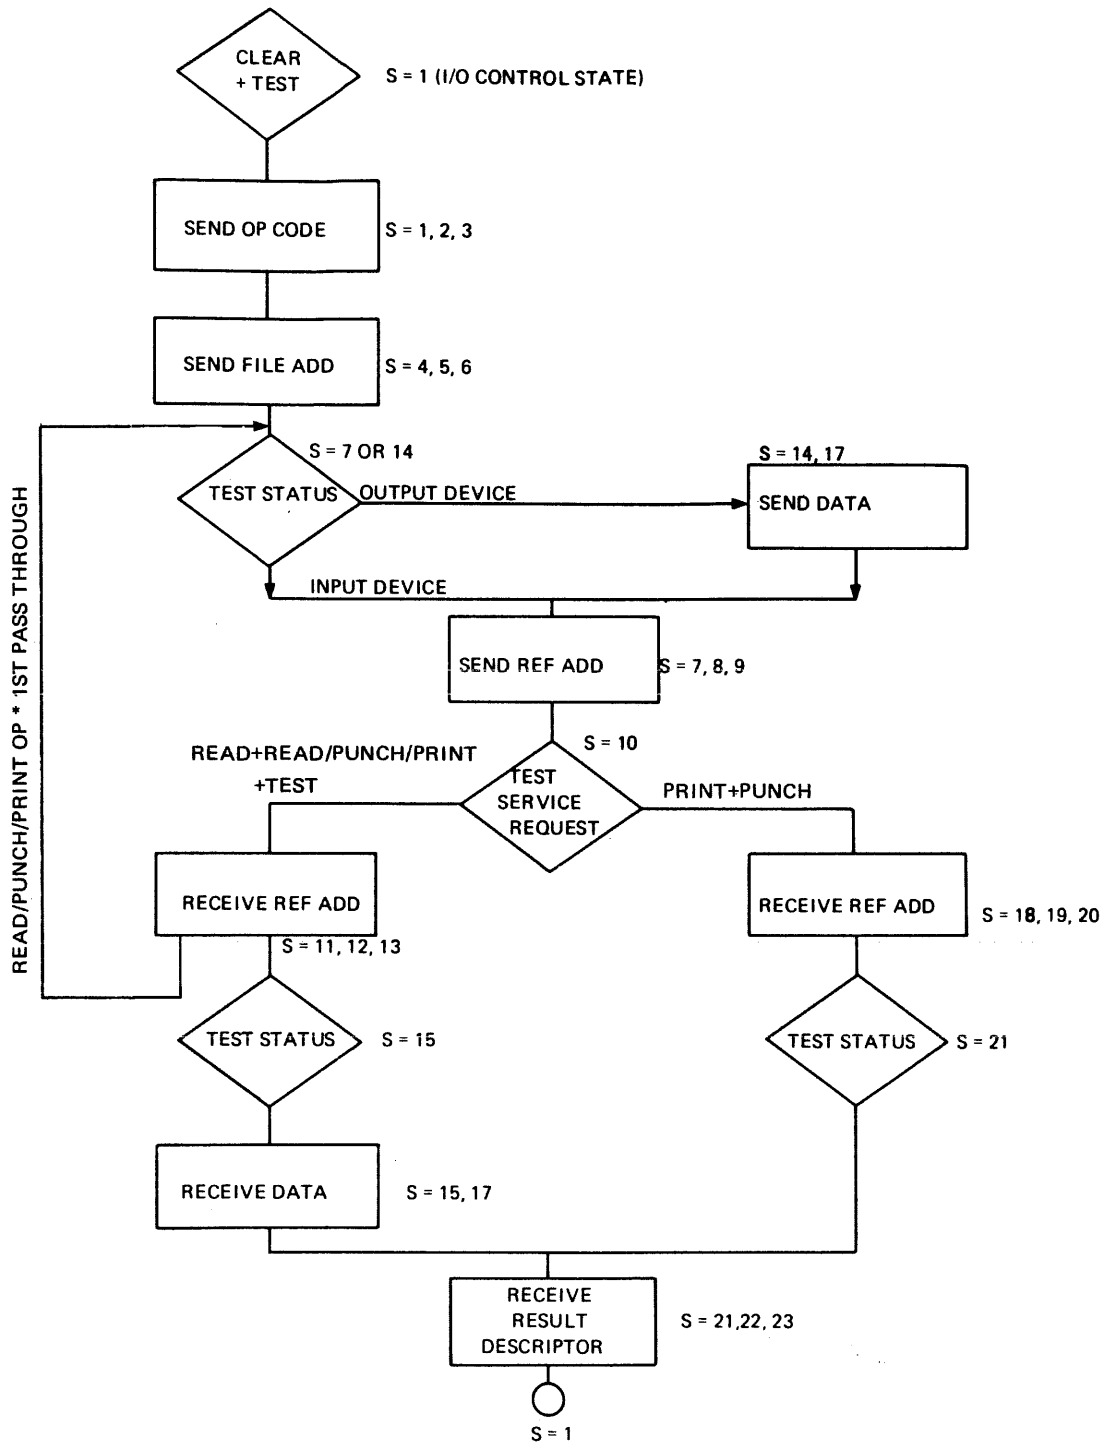 CLEAR
+ TEST
S = 1 (I/O CONTROL STATE)
SEND OP CODE
S = 1, 2, 3
SEND FILE ADD
S = 4, 5, 6
S = 7 OR 14
TEST STATUS
OUTPUT DEVICE
S = 14, 17
SEND DATA
INPUT DEVICE
READ/PUNCH/PRINT OP * 1ST PASS THROUGH
SEND REF ADD
S = 7, 8, 9
S = 10
READ+READ/PUNCH/PRINT
+TEST
TEST
SERVICE
REQUEST
PRINT+PUNCH
RECEIVE REF ADD
S = 11, 12, 13
RECEIVE REF ADD
S = 18, 19, 20
TEST STATUS
S = 15
TEST STATUS
S = 21
RECEIVE DATA
S = 15, 17
RECEIVE
RESULT
DESCRIPTOR
S = 21,22, 23
S = 1